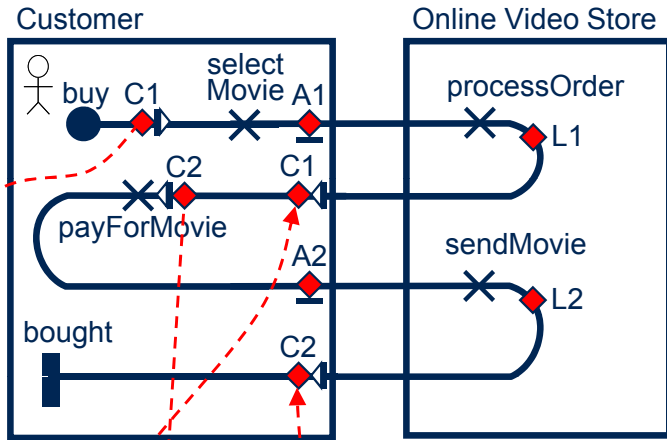 Customer
Online Video Store
buy
C1
select
Movie
A1
processOrder
L1
C2
C1
payForMovie
A2
sendMovie
L2
bought
C2